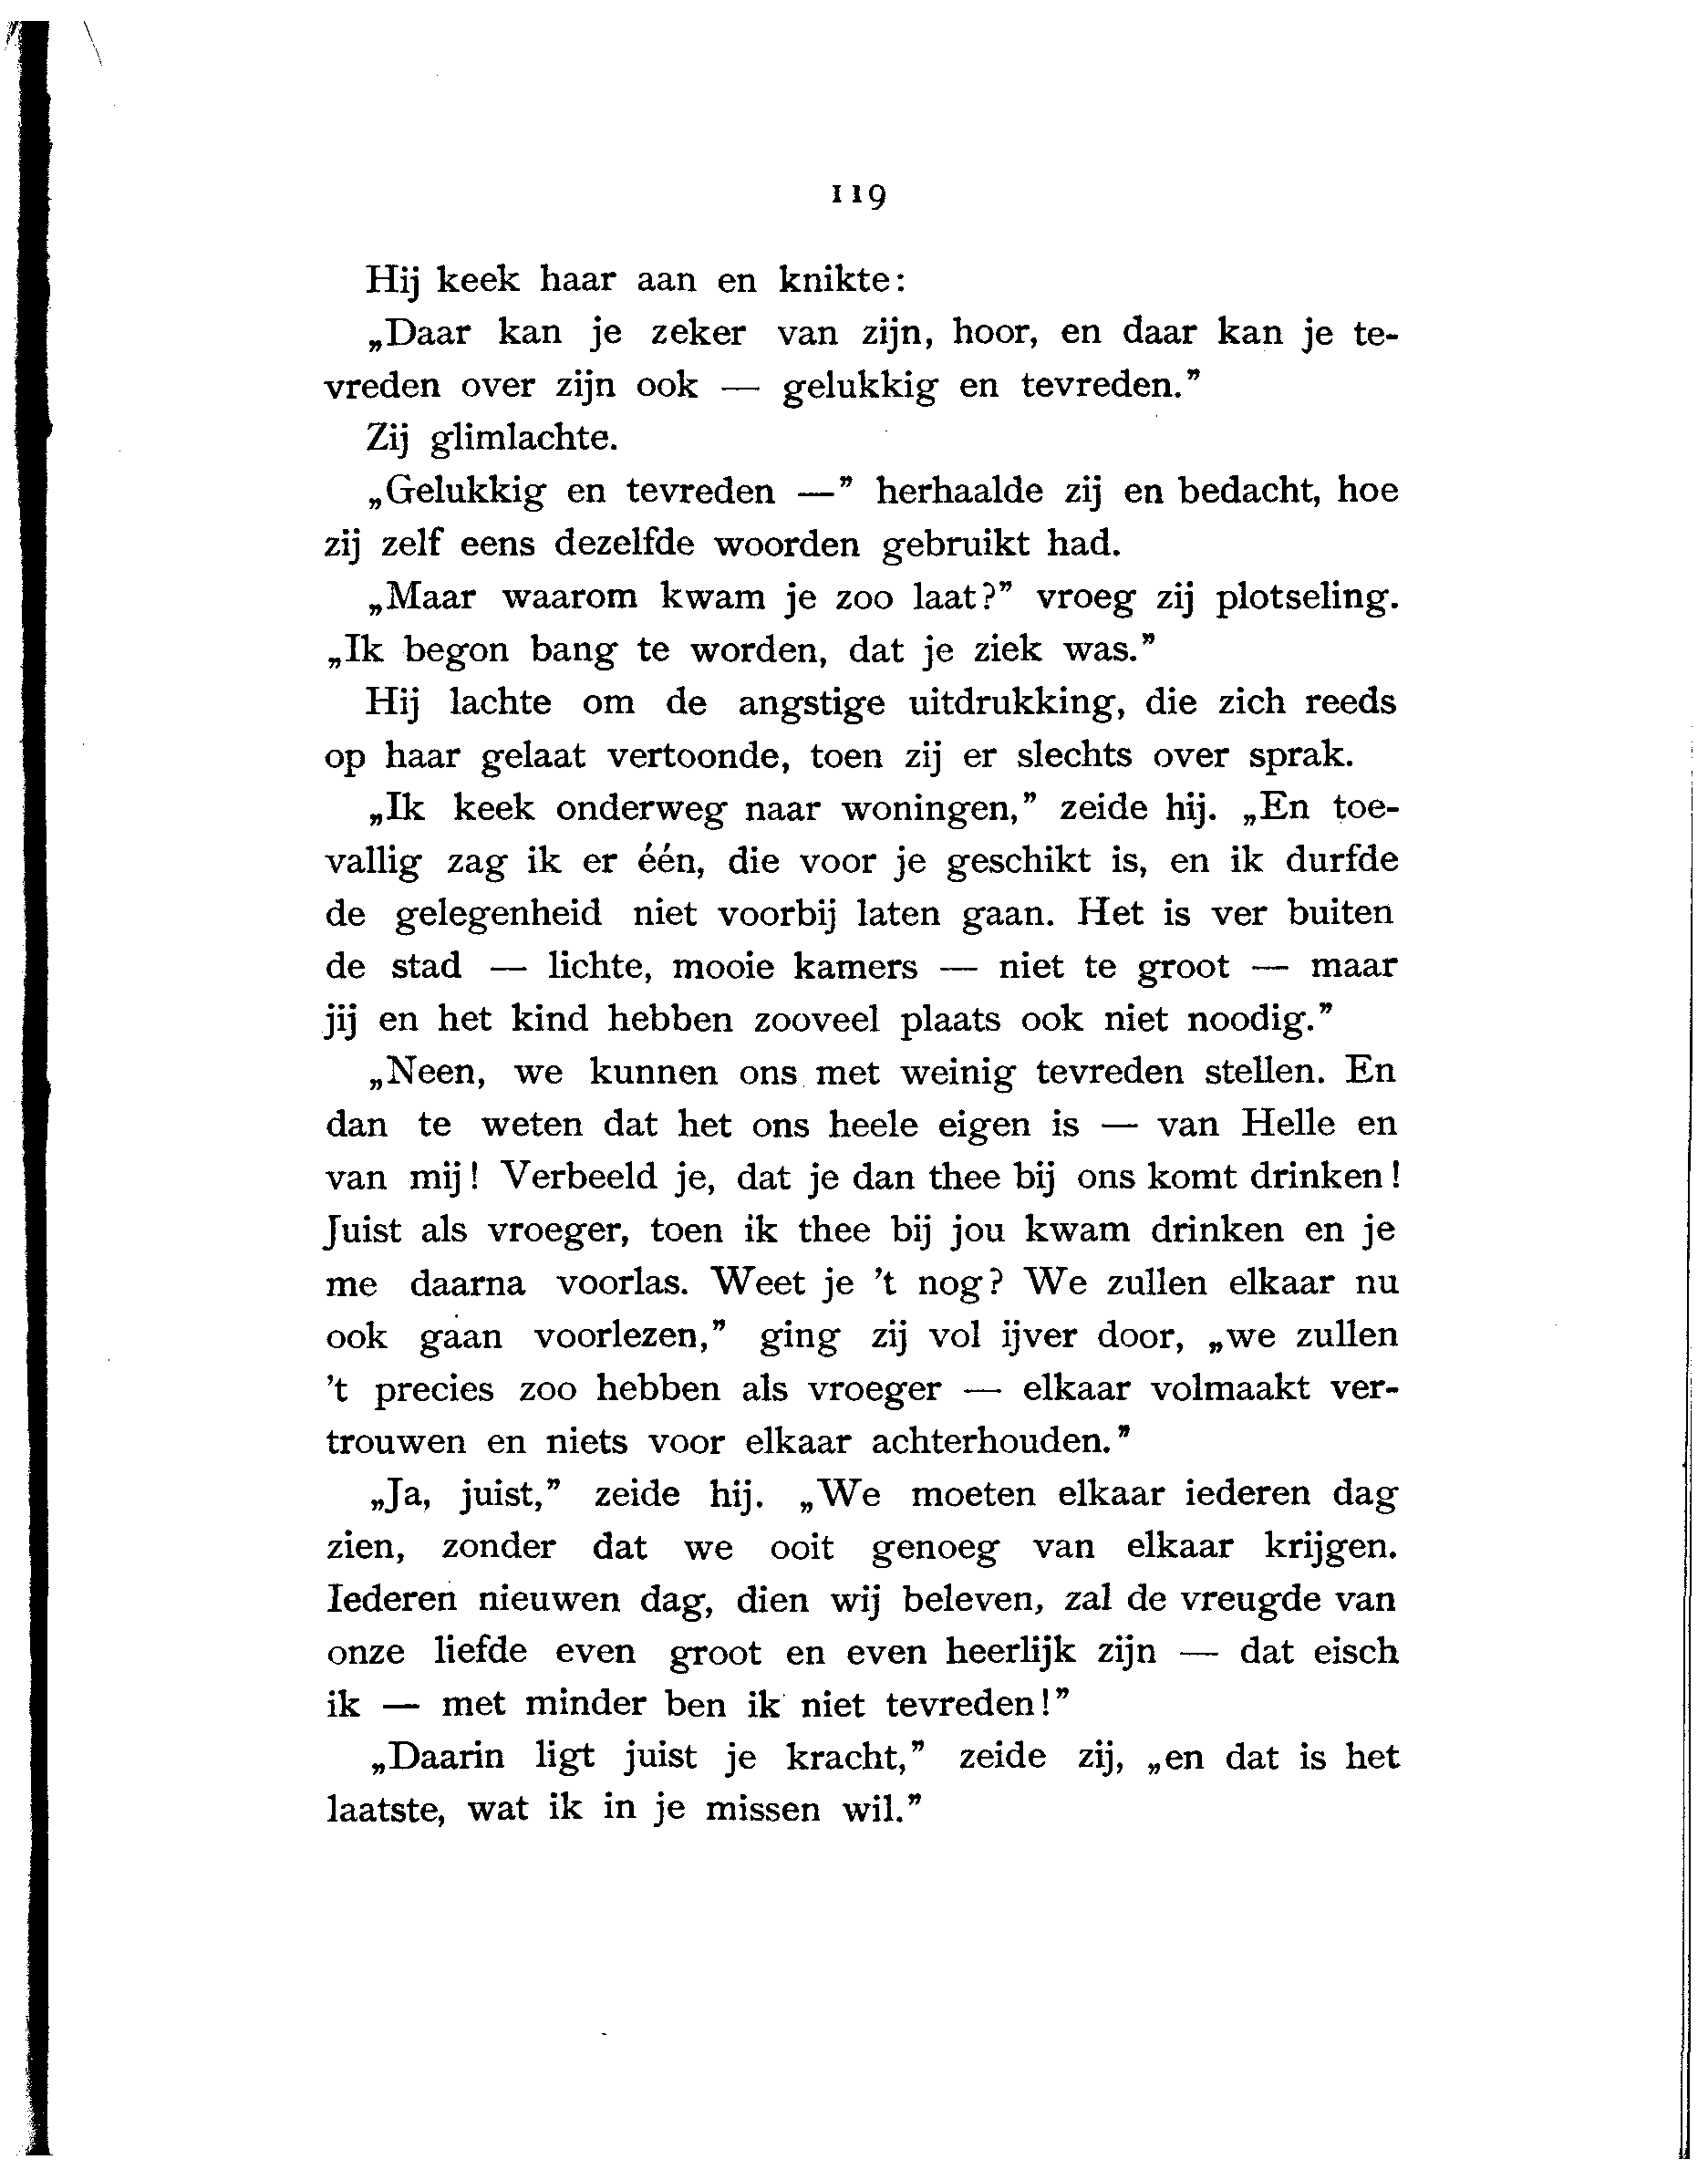 119
Hij keek haar aan en knikte:
„Daar kan je zeker van zijn, hoor, en daar kan je te-
vreden over zijn ook — gelukkig en tevreden.”
Zij glimlachte.
„Gelukkig en tevreden —” herhaalde zij en bedacht, hoe
zij zelf eens dezelfde woorden gebruikt had.
„Maar waarom kwam je zoo laat?” vroeg zij plotseling.
„Ik begon bang te worden, dat je ziek was.”
Hij lachte om de angstige uitdrukking, die zich reeds
op haar gelaat vertoonde, toen zij er slechts over sprak.
„Ik keek onderweg naar woningen,” zeide hij. „En toe-
vallig zag ik er één, die voor je geschikt is, en ik durfde
de gelegenheid niet voorbij laten gaan. Het is ver buiten
de stad — lichte, mooie kamers — niet te groot — maar
jij en het kind hebben zooveel plaats ook niet noodig.”
„Neen, we kunnen ons met weinig tevreden stellen. En
dan te weten dat het ons heele eigen is — van Helle en
van mij! Verbeeld je, dat je dan thee bij ons komt drinken!
Juist als vroeger, toen ik thee bij jou kwam drinken en je
me daarna voorlas. Weet je 't nog? We zullen elkaar nu
ook gaan voorlezen,” ging zij vol ijver door, „we zullen
't precies zoo hebben als vroeger — elkaar volmaakt ver-
trouwen en niets voor elkaar achterhouden.”
„Ja, juist,” zeide hij. „We moeten elkaar iederen dag
zien, zonder dat we ooit genoeg van elkaar krijgen.
Iederen nieuwen dag, dien wij beleven, zal de vreugde van
onze liefde even groot en even heerlijk zijn — dat eisch
ik — met minder ben ik niet tevreden!”
„Daarin ligt juist je kracht,” zeide zij, „en dat is het
laatste, wat ik in je missen wil.”